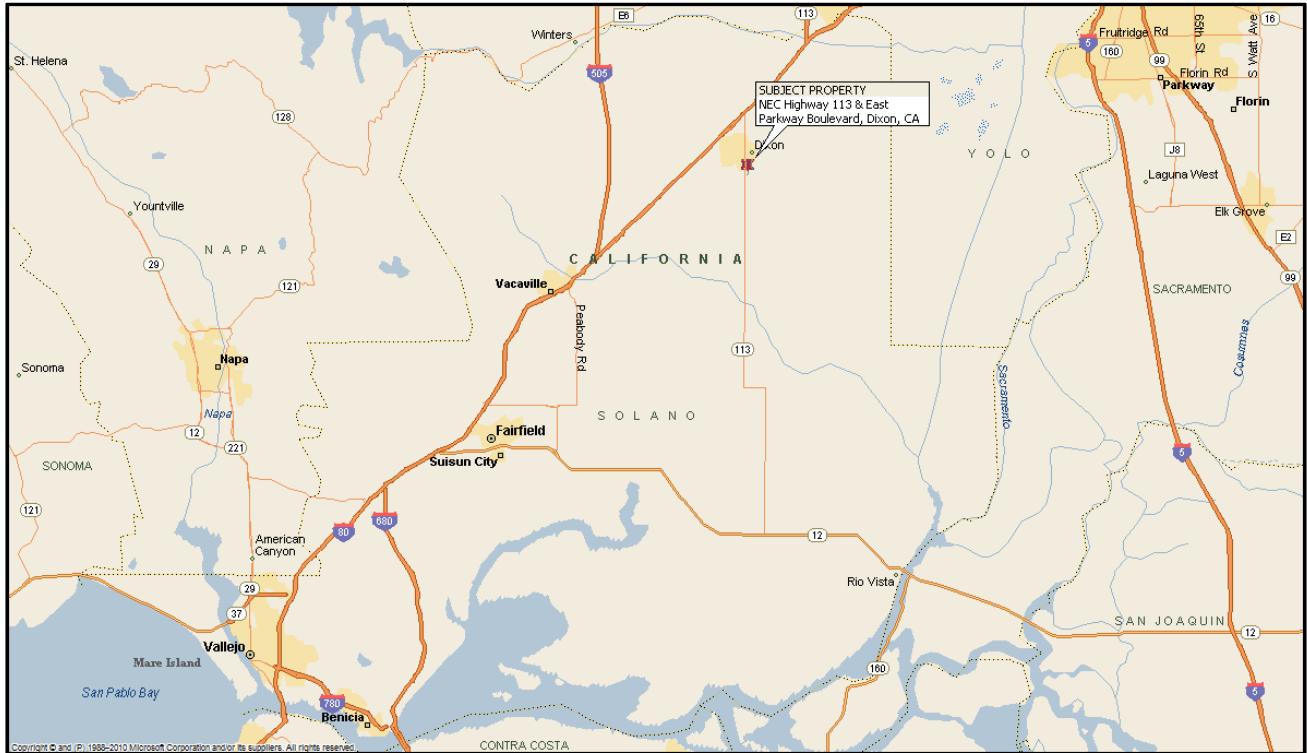 E6
113
16
Winters
Fruitridge Rd
65th St
S Watt Ave
5
160
St. Helena
505
99
Florin Rd
Parkway
SUBJECT PROPERTY
NEC Highway 113 & East
Parkway Boulevard, Dixon, CA
Florin
128
Dixon
YOLO
J8
Laguna West
Yountville
Elk Grove
NAPA
E2
29
CALIFORNIA
99
121
Vacaville
SACRAMENTO
Peabody Rd
Cosumnes
113
Napa
Sonoma
Sacramento
Napa
SOLANO
12
221
Fairfield
Suisun City
SONOMA
5
121
680
80
12
American
Canyon
Rio Vista
29
37
SAN JOAQUIN
12
Vallejo
Mare Island
160
San Pablo Bay
5
780
Benicia
CONTRA COSTA
Copyright © and (P) 1988–2010 Microsoft Corporation and/or its suppliers. All rights reserved.